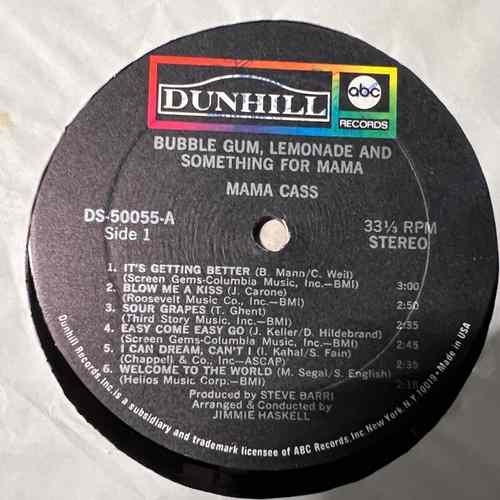 DUNHILL
abc
RECORDS
BUBBLE GUM, LEMONADE AND
SOMETHING FOR MAMA
MAMA CASS
DS-50055-A
Side 1
33⅓ RPM
STEREO
1. IT'S GETTING BETTER (B. Mann/C. Weil)
(Screen Gems-Columbia Music, Inc.—BMI) 3:00
2. BLOW ME A KISS (J. Carone)
(Roosevelt Music Co., Inc.—BMI) 2:50
3. SOUR GRAPES (T. Ghent)
(Third Story Music. Inc.—BMI) 2:35
4. EASY COME EASY GO (J. Keller/D. Hildebrand)
(Screen Gems-Columbia Music, Inc.—BMI) 2:45
5. I CAN DREAM, CAN'T I (I. Kahal/S. Fain)
(Chappell & Co., Inc—ASCAP) 2:35
6. WELCOME TO THE WORLD (M. Segal/S. English)
(Helios Music Corp.—BMI) 2:18
Produced by STEVE BARRI
Arranged & Conducted by
JIMMIE HASKELL
Dunhill Records, Inc. is a subsidiary and trademark licensee of ABC Records, Inc. New York, N.Y. 10019 • Made in USA